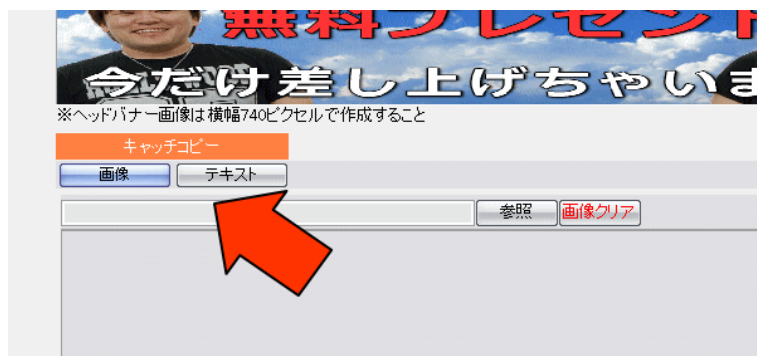 無料プレゼント
今だけ差し上げちゃいま
※ヘッドバナー画像は横幅740ピクセルで作成すること
キャッチコピー
画像 テキスト
参照 画像クリア